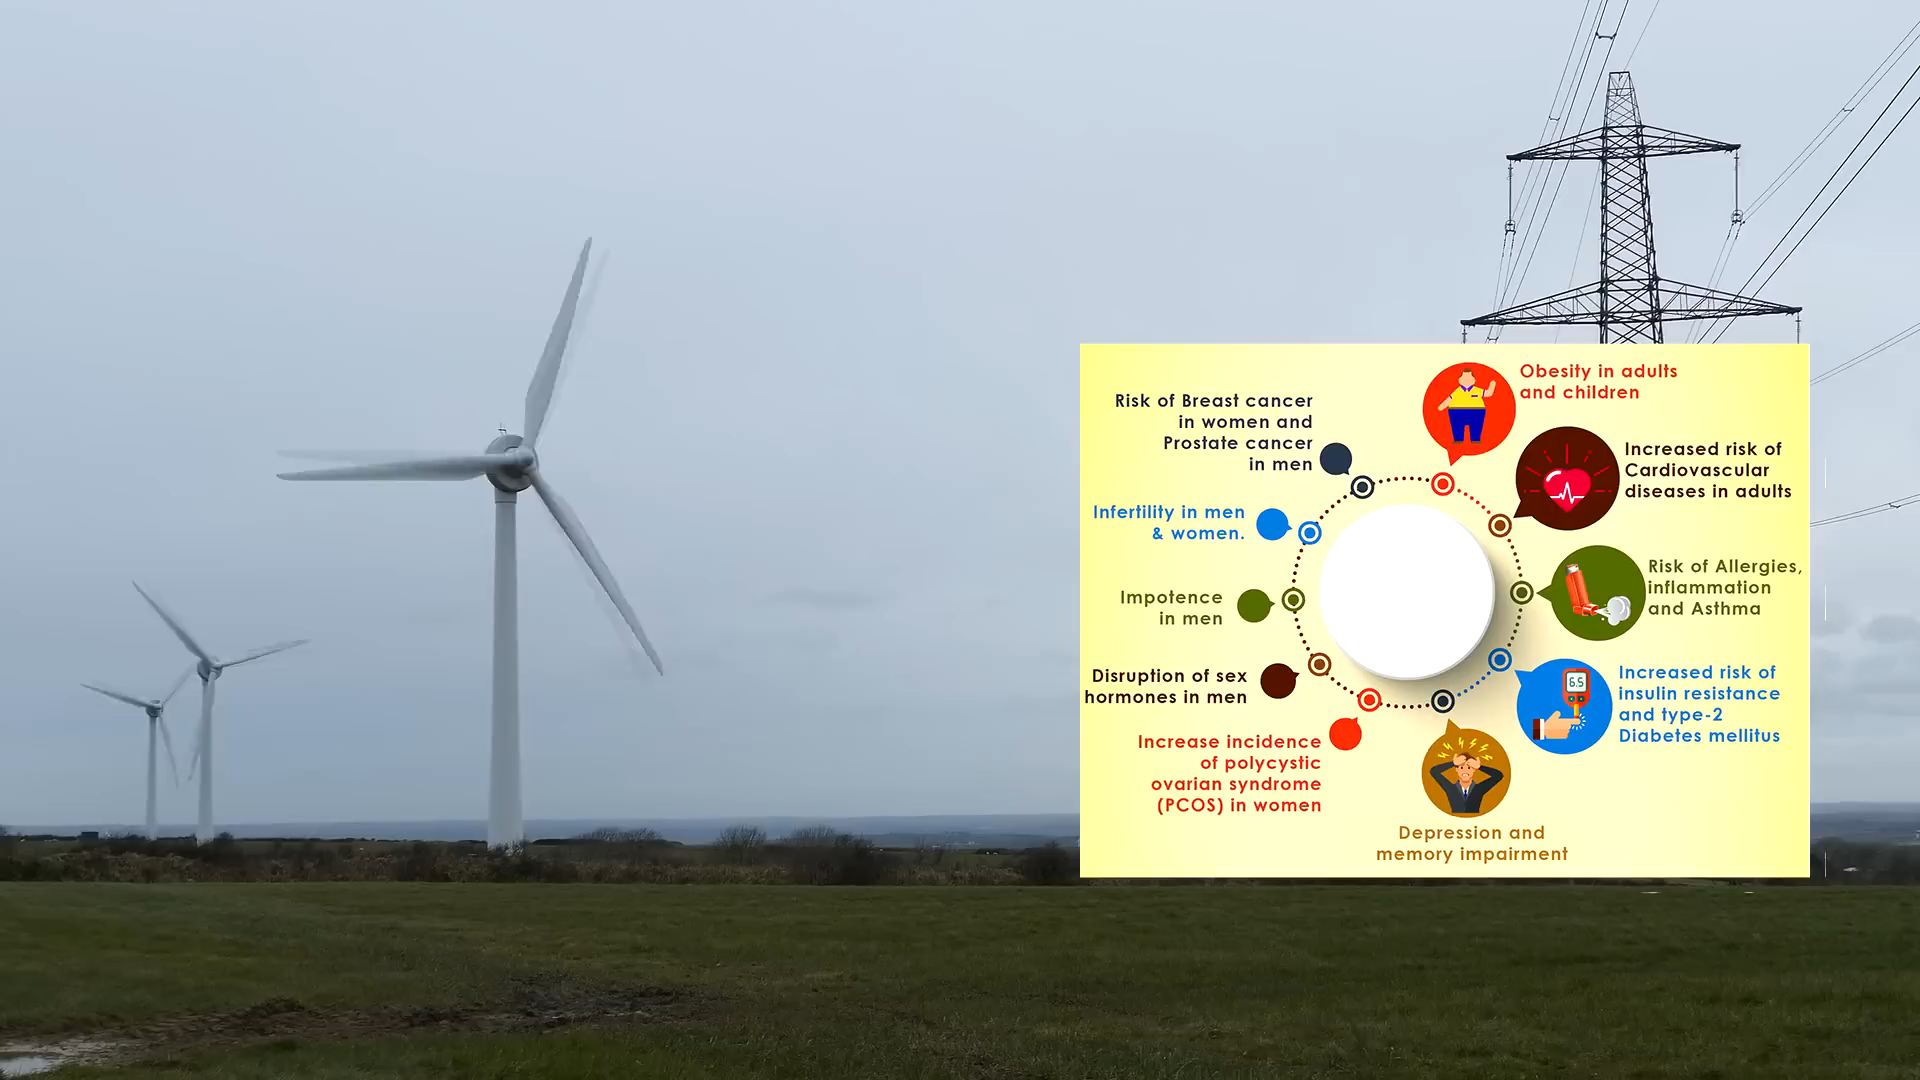 Obesity in adults
and children
Increased risk of
Cardiovascular
diseases in adults
Risk of Allergies,
inflammation
and Asthma
6.5
Increased risk of
insulin resistance
and type-2
Diabetes mellitus
Depression and
memory impairment
Increase incidence
of polycystic
ovarian syndrome
(PCOS) in women
Disruption of sex
hormones in men
Impotence
in men
Infertility in men
& women.
Risk of Breast cancer
in women and
Prostate cancer
in men